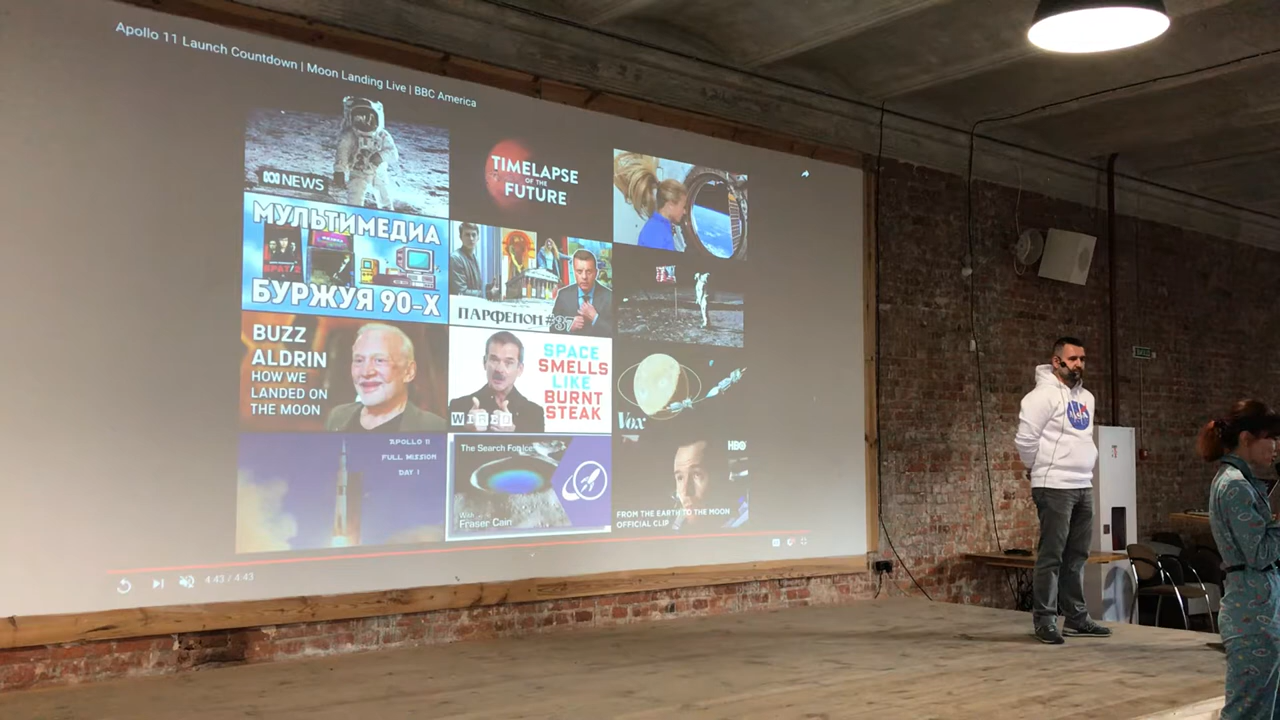 Apollo 11 Launch Countdown | Moon Landing Live | BBC America
NEWS
TIMELAPSE
OF THE
FUTURE
МУЛЬТИМЕДИА
БУРЖУЯ 90-Х
ПАРФЕНОН #37
BUZZ
ALDRIN
HOW WE
LANDED ON
THE MOON
SPACE
SMELLS
LIKE
BURNT
STEAK
WIRED
Vox
APOLLO 11
FULL MISSION
DAY 1
The Search For Ice
With
Fraser Cain
HBO
FROM THE EARTH TO THE MOON
OFFICIAL CLIP
4:43 / 4:43
NASA